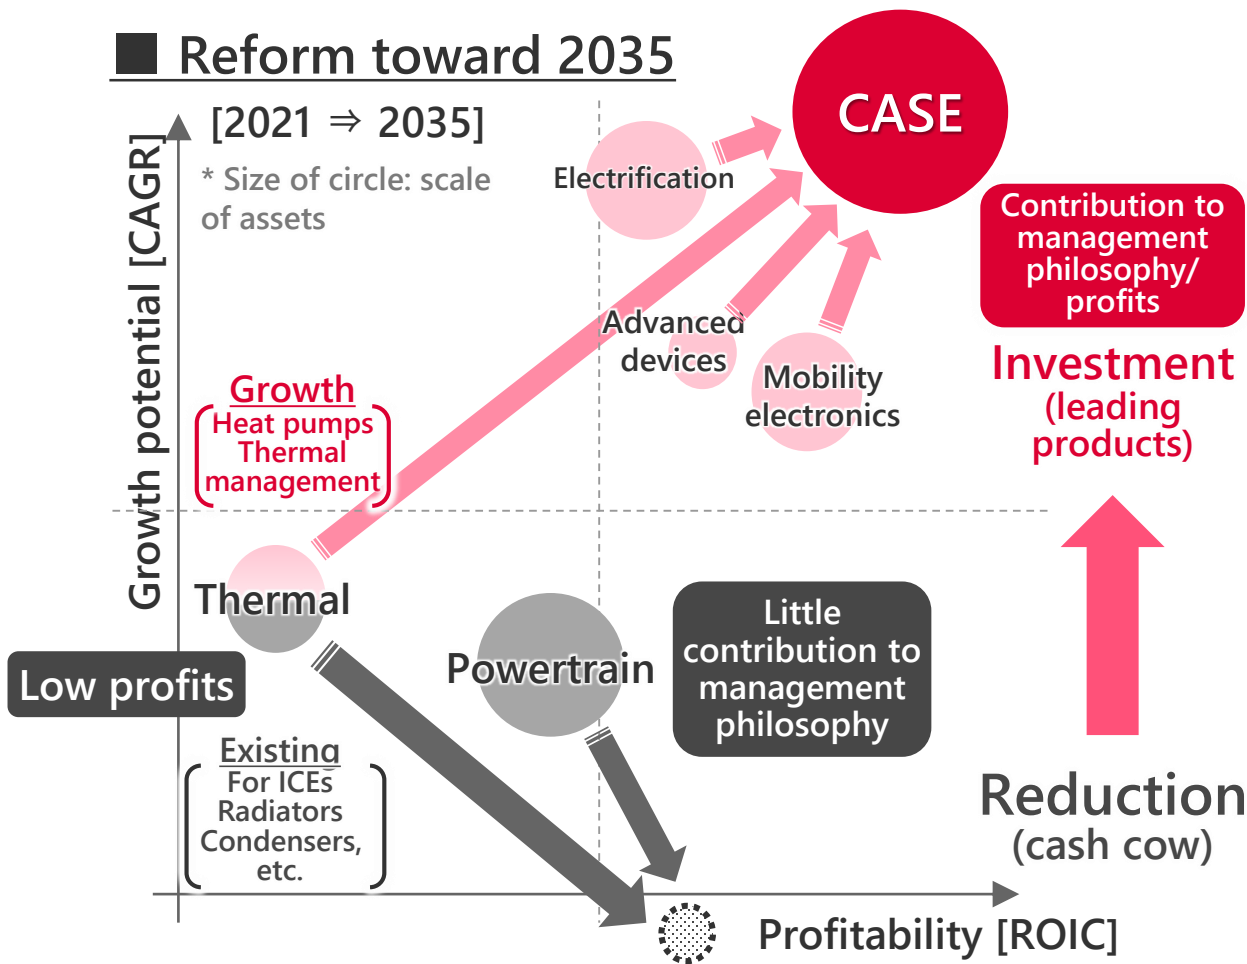 ■ Reform toward 2035
[2021 ⇒ 2035]
* Size of circle: scale
of assets
Growth potential [CAGR]
CASE
Electrification
Contribution to
management
philosophy/
profits
Advanced
devices
Mobility
electronics
Investment
(leading
products)
Growth
Heat pumps
Thermal
management
Thermal
Powertrain
Little
contribution to
management
philosophy
Low profits
Existing
For ICEs
Radiators
Condensers,
etc.
Reduction
(cash cow)
Profitability [ROIC]